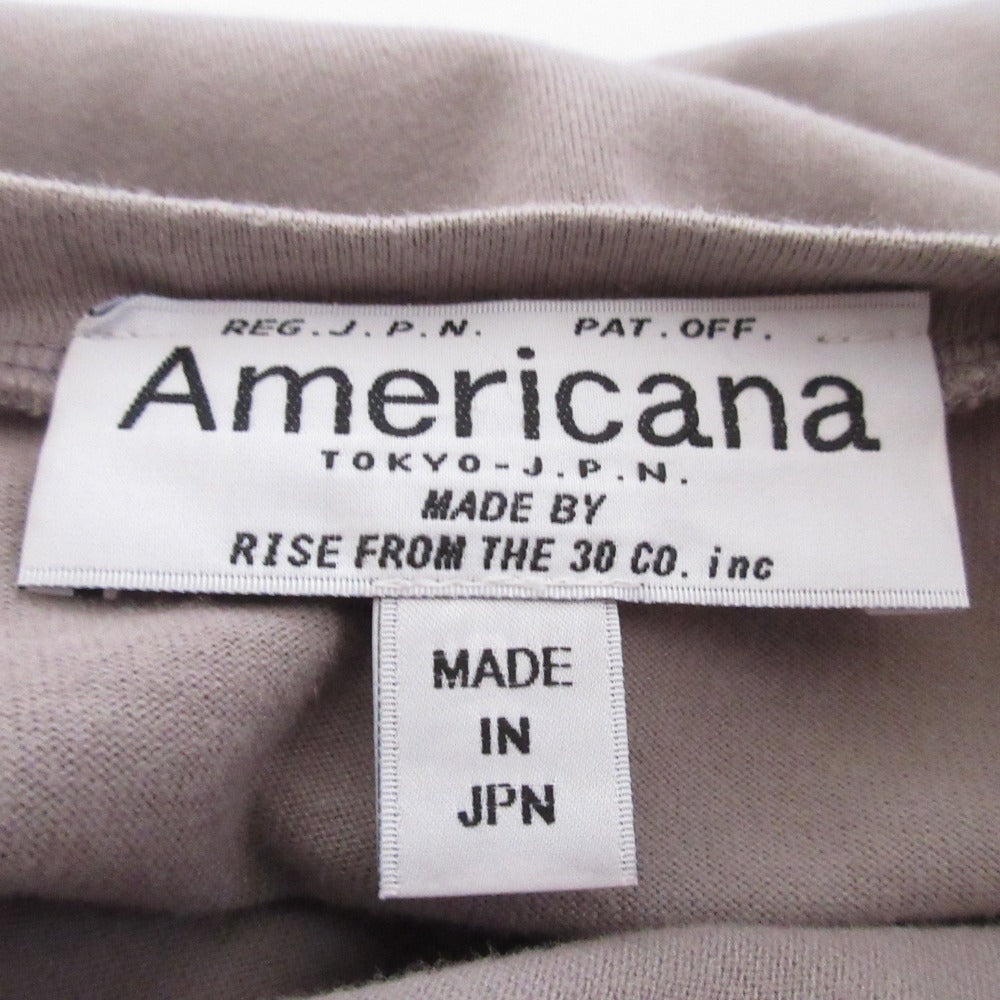 REG.J.P.N. PAT.OFF.
Americana
TOKYO-J.P.N.
MADE BY
RISE FROM THE 30 CO. inc
MADE
IN
JPN